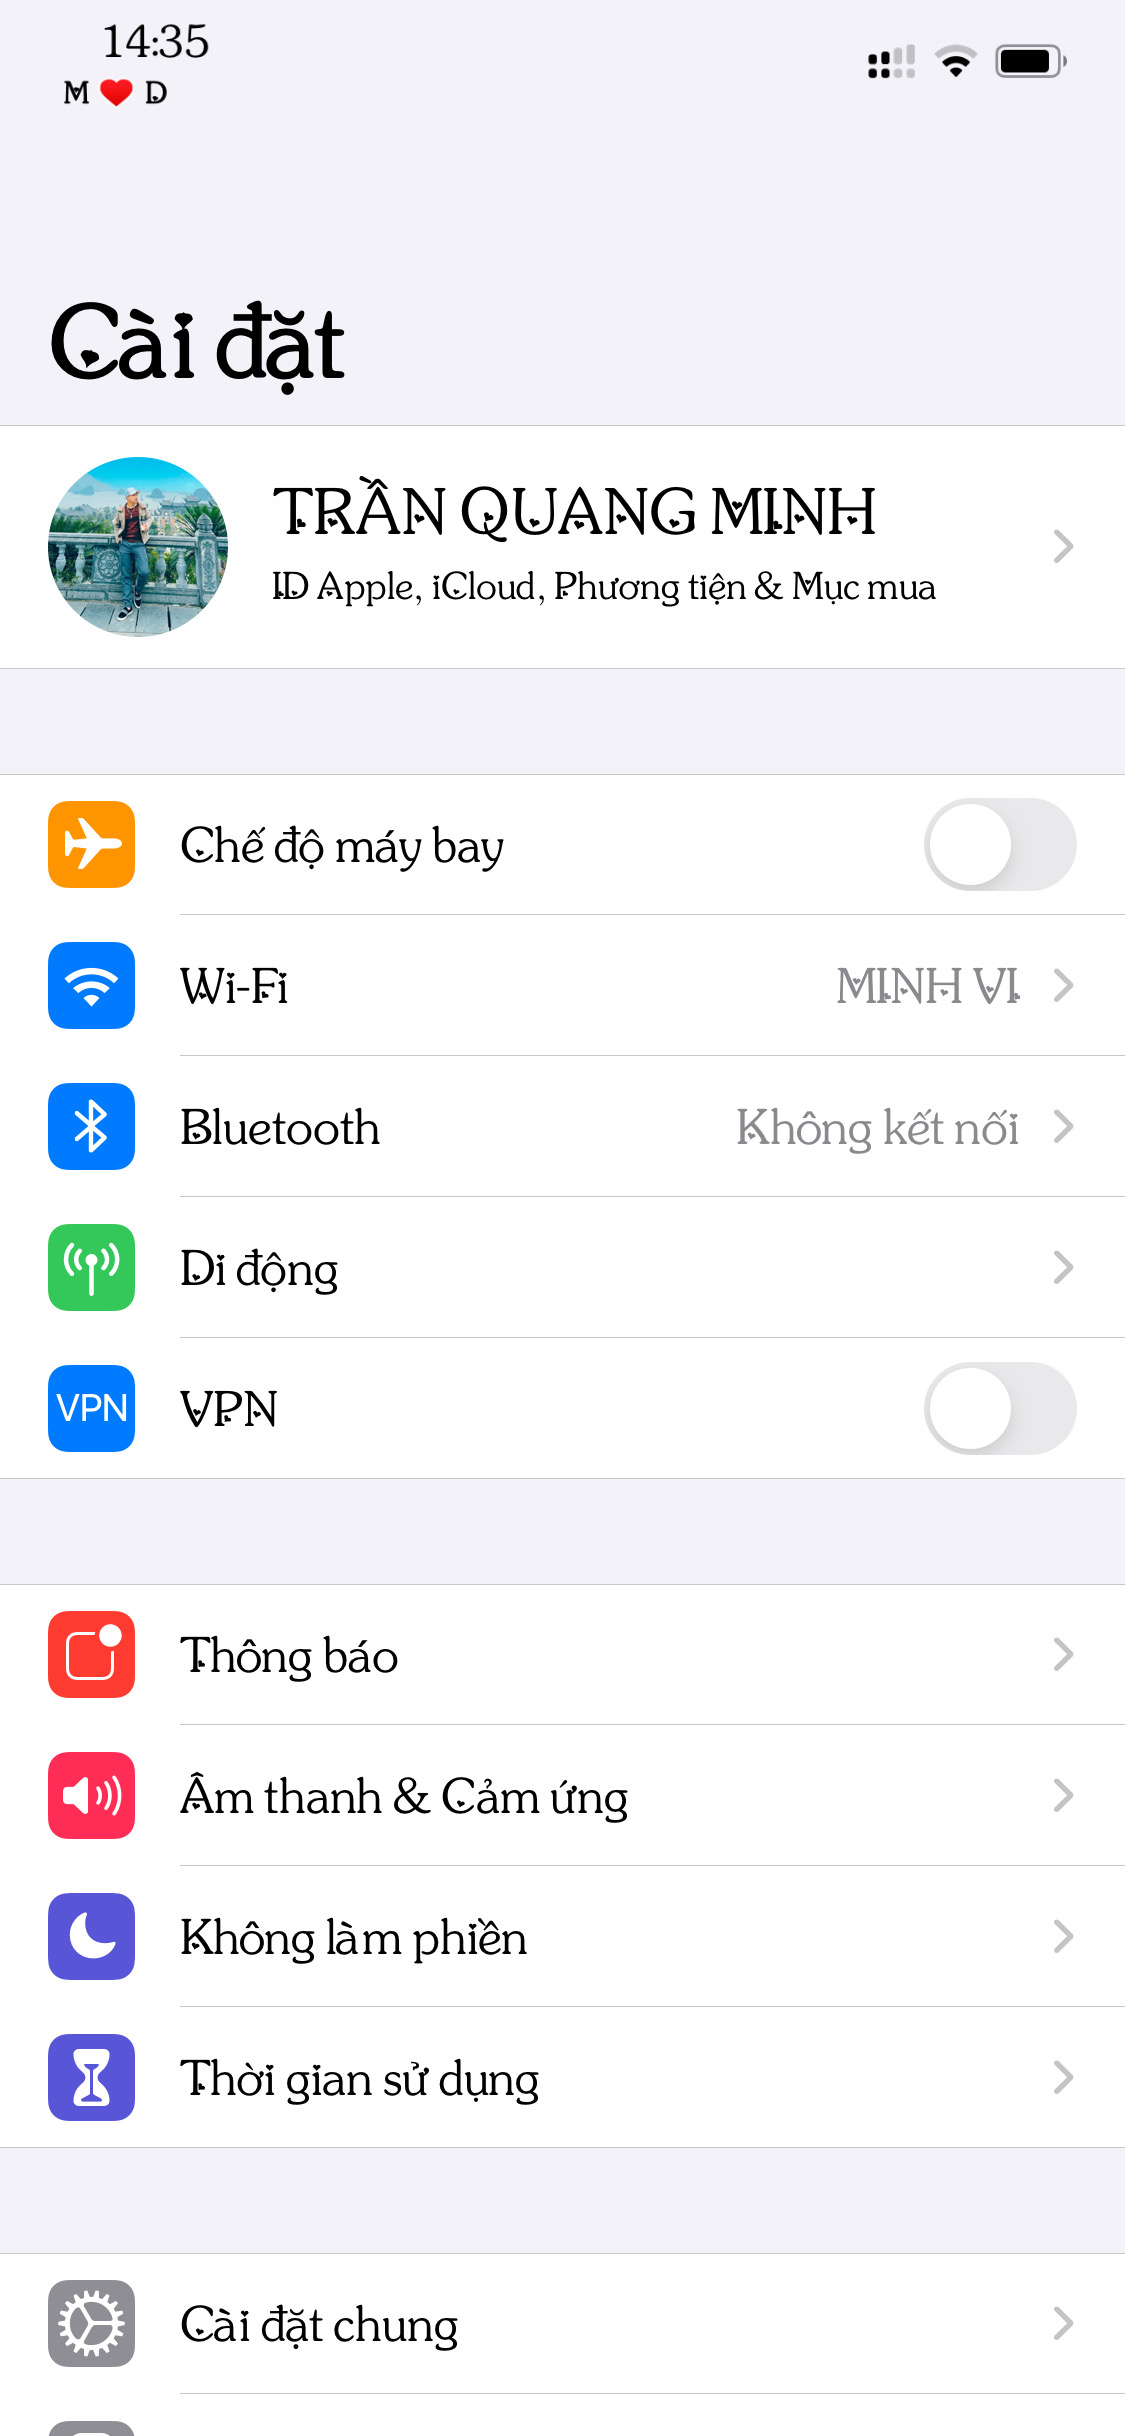 14:35
M ❤️ D
Cài đặt
TRẦN QUANG MINH
ID Apple, iCloud, Phương tiện & Mục mua
Chế độ máy bay
Wi-Fi MINH VI
Bluetooth Không kết nối
Di động
VPN VPN
Thông báo
Âm thanh & Cảm ứng
Không làm phiền
Thời gian sử dụng
Cài đặt chung